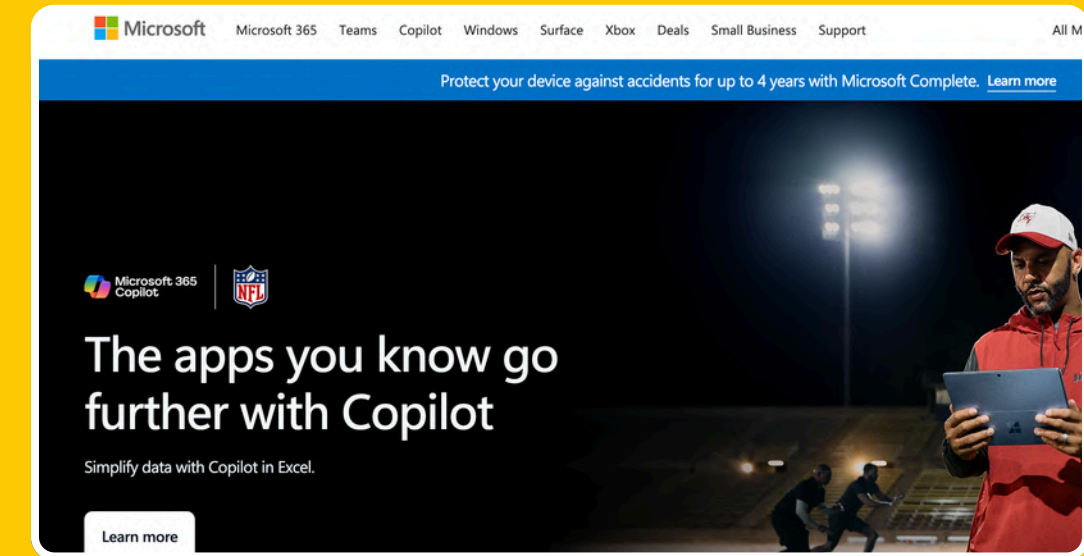 Microsoft Microsoft 365 Teams Copilot Windows Surface Xbox Deals Small Business Support All M
Protect your device against accidents for up to 4 years with Microsoft Complete. Learn more
Microsoft 365
Copilot
NFL
The apps you know go
further with Copilot
Simplify data with Copilot in Excel.
Learn more